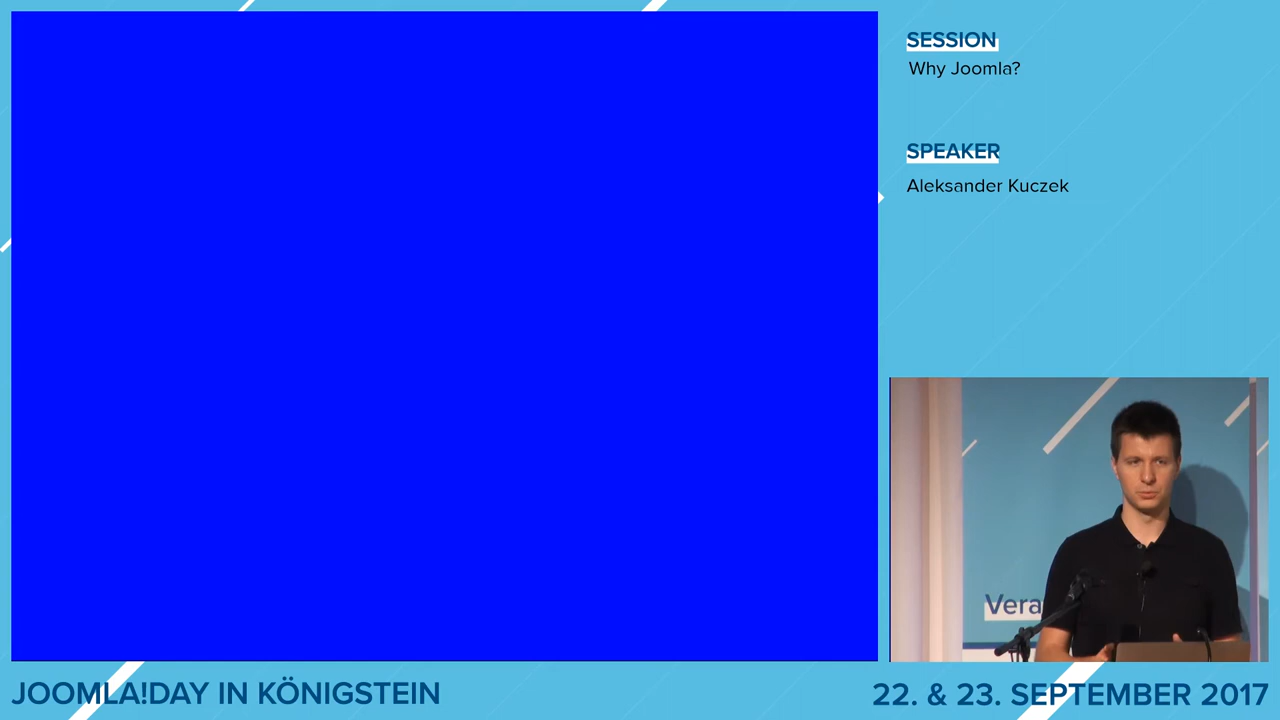 SESSION
Why Joomla?
SPEAKER
Aleksander Kuczek
Vera
JOOMLA!DAY IN KÖNIGSTEIN
22. & 23. SEPTEMBER 2017